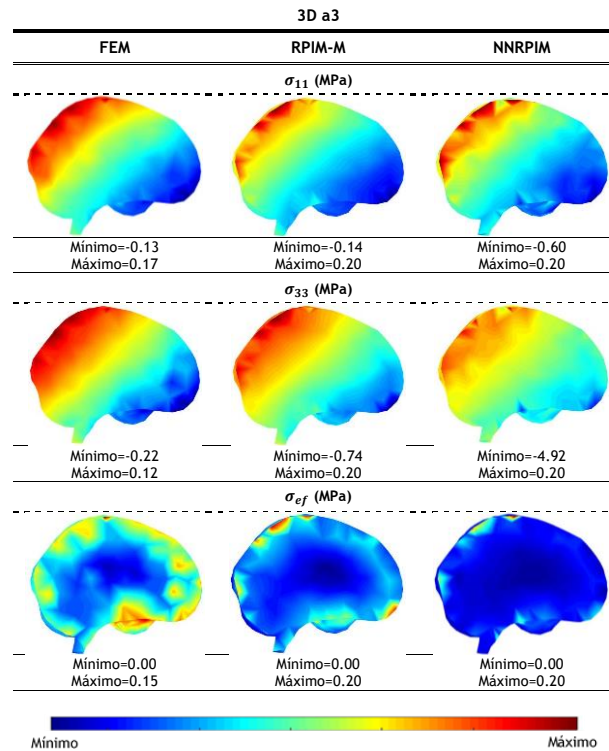 3D a3
FEM RPIM-M NNRPIM
σ₁₁ (MPa)
Mínimo=-0.13 Mínimo=-0.14 Mínimo=-0.60
Máximo=0.17 Máximo=0.20 Máximo=0.20
σ₃₃ (MPa)
Mínimo=-0.22 Mínimo=-0.74 Mínimo=-4.92
Máximo=0.12 Máximo=0.20 Máximo=0.20
σef (MPa)
Mínimo=0.00 Mínimo=0.00 Mínimo=0.00
Máximo=0.15 Máximo=0.20 Máximo=0.20
Mínimo Máximo